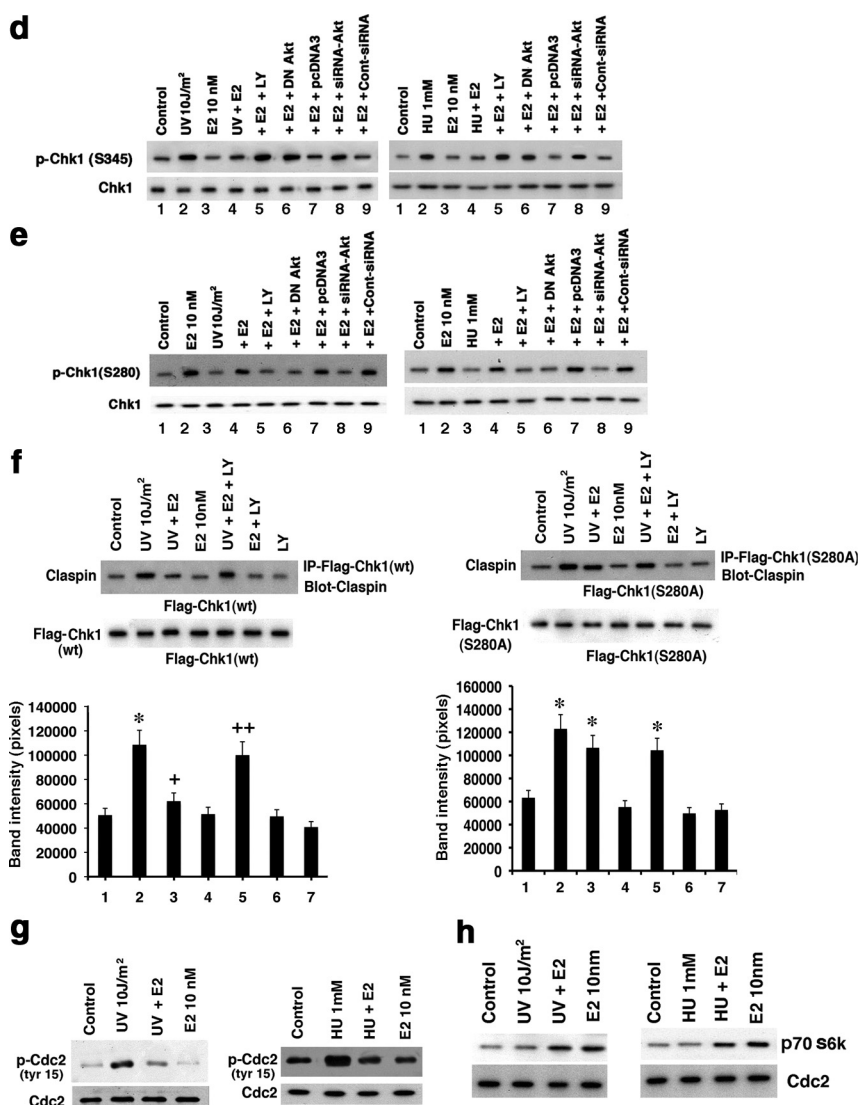 d
Control
UV 10J/m²
E2 10 nM
UV + E2
+ E2 + LY
+ E2 + DN Akt
+ E2 + pcDNA3
+ E2 + siRNA-Akt
+ E2 +Cont-siRNA
Control
HU 1mM
E2 10 nM
HU + E2
+ E2 + LY
+ E2 + DN Akt
+ E2 + pcDNA3
+ E2 + siRNA-Akt
+ E2 +Cont-siRNA
p-Chk1 (S345)
Chk1
1 2 3 4 5 6 7 8 9
1 2 3 4 5 6 7 8 9
e
Control
E2 10 nM
UV10J/m²
+ E2
+ E2 + LY
+ E2 + DN Akt
+ E2 + pcDNA3
+ E2 + siRNA-Akt
+ E2 +Cont-siRNA
Control
E2 10 nM
HU 1mM
+ E2
+ E2 + LY
+ E2 + DN Akt
+ E2 + pcDNA3
+ E2 + siRNA-Akt
+ E2 +Cont-siRNA
p-Chk1(S280)
Chk1
1 2 3 4 5 6 7 8 9
1 2 3 4 5 6 7 8 9
f
Control
UV 10J/m²
UV + E2
E2 10nM
UV + E2 + LY
E2 + LY
LY
Claspin
IP-Flag-Chk1(wt)
Blot-Claspin
Flag-Chk1(wt)
Flag-Chk1
(wt)
Flag-Chk1(wt)
Control
UV 10J/m²
UV + E2
E2 10nM
UV + E2 + LY
E2 + LY
LY
Claspin
IP-Flag-Chk1(S280A)
Blot-Claspin
Flag-Chk1(S280A)
Flag-Chk1
(S280A)
Flag-Chk1(S280A)
Band intensity (pixels)
140000
120000
100000
80000
60000
40000
20000
0
* + ++
1 2 3 4 5 6 7
Band intensity (pixels)
160000
140000
120000
100000
80000
60000
40000
20000
0
* * *
1 2 3 4 5 6 7
g
Control
UV 10J/m²
UV + E2
E2 10 nM
p-Cdc2
(tyr 15)
Cdc2
Control
HU 1mM
HU + E2
E2 10 nM
p-Cdc2
(tyr 15)
Cdc2
h
Control
UV 10J/m²
UV + E2
E2 10nm
Control
HU 1mM
HU + E2
E2 10nm
p70 s6k
Cdc2